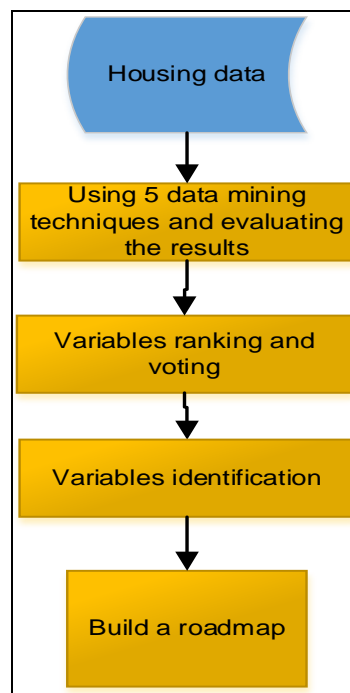 Housing data
Using 5 data mining
techniques and evaluating
the results
Variables ranking and
voting
Variables identification
Build a roadmap